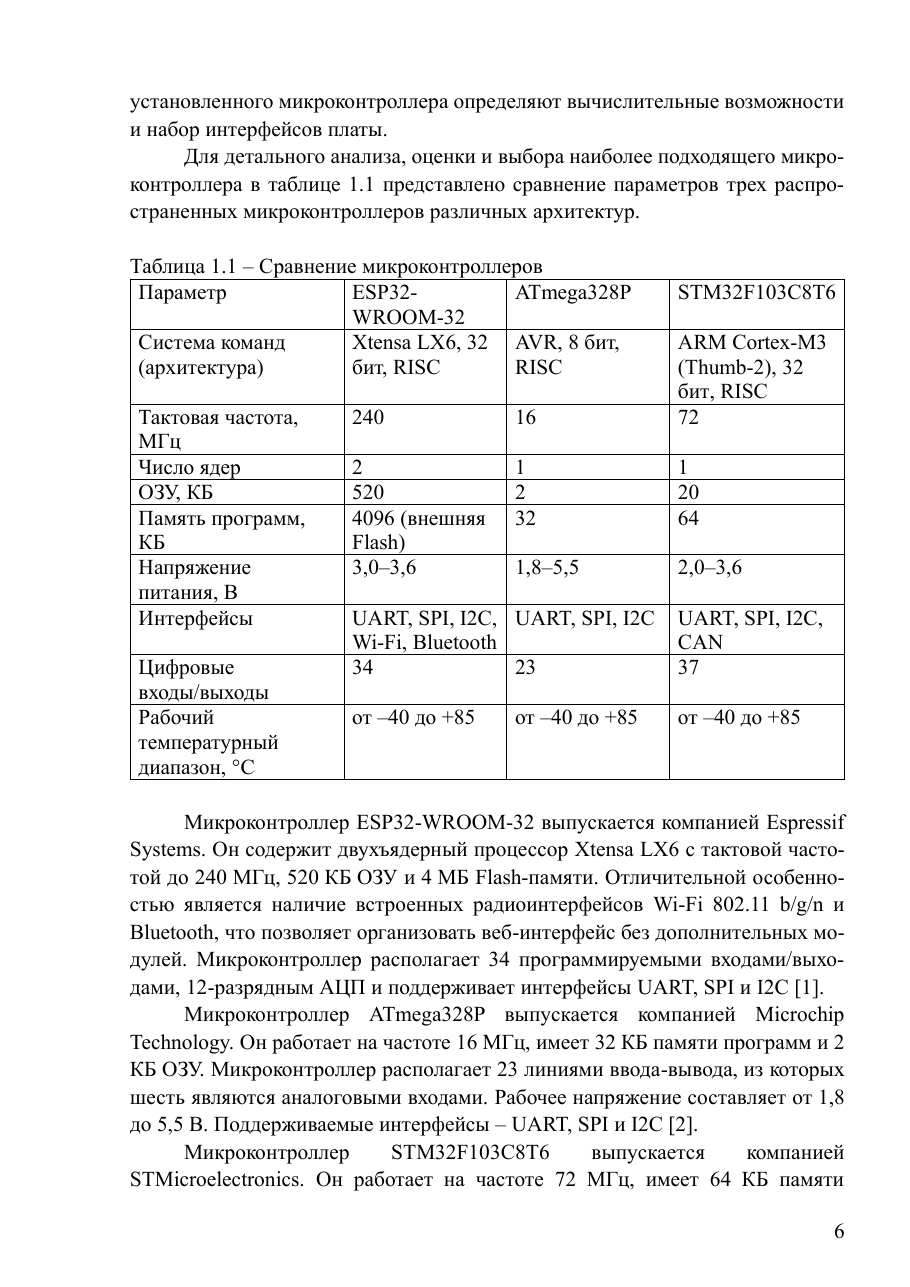 установленного микроконтроллера определяют вычислительные возможности
и набор интерфейсов платы.
Для детального анализа, оценки и выбора наиболее подходящего микро-
контроллера в таблице 1.1 представлено сравнение параметров трех распро-
страненных микроконтроллеров различных архитектур.
Таблица 1.1 – Сравнение микроконтроллеров
Параметр ESP32- ATmega328P STM32F103C8T6
WROOM-32
Система команд Xtensa LX6, 32 AVR, 8 бит, ARM Cortex-M3
(архитектура) бит, RISC RISC (Thumb-2), 32
бит, RISC
Тактовая частота, 240 16 72
МГц
Число ядер 2 1 1
ОЗУ, КБ 520 2 20
Память программ, 4096 (внешняя 32 64
КБ Flash)
Напряжение 3,0–3,6 1,8–5,5 2,0–3,6
питания, В
Интерфейсы UART, SPI, I2C, UART, SPI, I2C UART, SPI, I2C,
Wi-Fi, Bluetooth CAN
Цифровые 34 23 37
входы/выходы
Рабочий от –40 до +85 от –40 до +85 от –40 до +85
температурный
диапазон, °C
Микроконтроллер ESP32-WROOM-32 выпускается компанией Espressif
Systems. Он содержит двухъядерный процессор Xtensa LX6 с тактовой часто-
той до 240 МГц, 520 КБ ОЗУ и 4 МБ Flash-памяти. Отличительной особенно-
стью является наличие встроенных радиоинтерфейсов Wi-Fi 802.11 b/g/n и
Bluetooth, что позволяет организовать веб-интерфейс без дополнительных мо-
дулей. Микроконтроллер располагает 34 программируемыми входами/выхо-
дами, 12-разрядным АЦП и поддерживает интерфейсы UART, SPI и I2C [1].
Микроконтроллер ATmega328P выпускается компанией Microchip
Technology. Он работает на частоте 16 МГц, имеет 32 КБ памяти программ и 2
КБ ОЗУ. Микроконтроллер располагает 23 линиями ввода-вывода, из которых
шесть являются аналоговыми входами. Рабочее напряжение составляет от 1,8
до 5,5 В. Поддерживаемые интерфейсы – UART, SPI и I2C [2].
Микроконтроллер STM32F103C8T6 выпускается компанией
STMicroelectronics. Он работает на частоте 72 МГц, имеет 64 КБ памяти
6